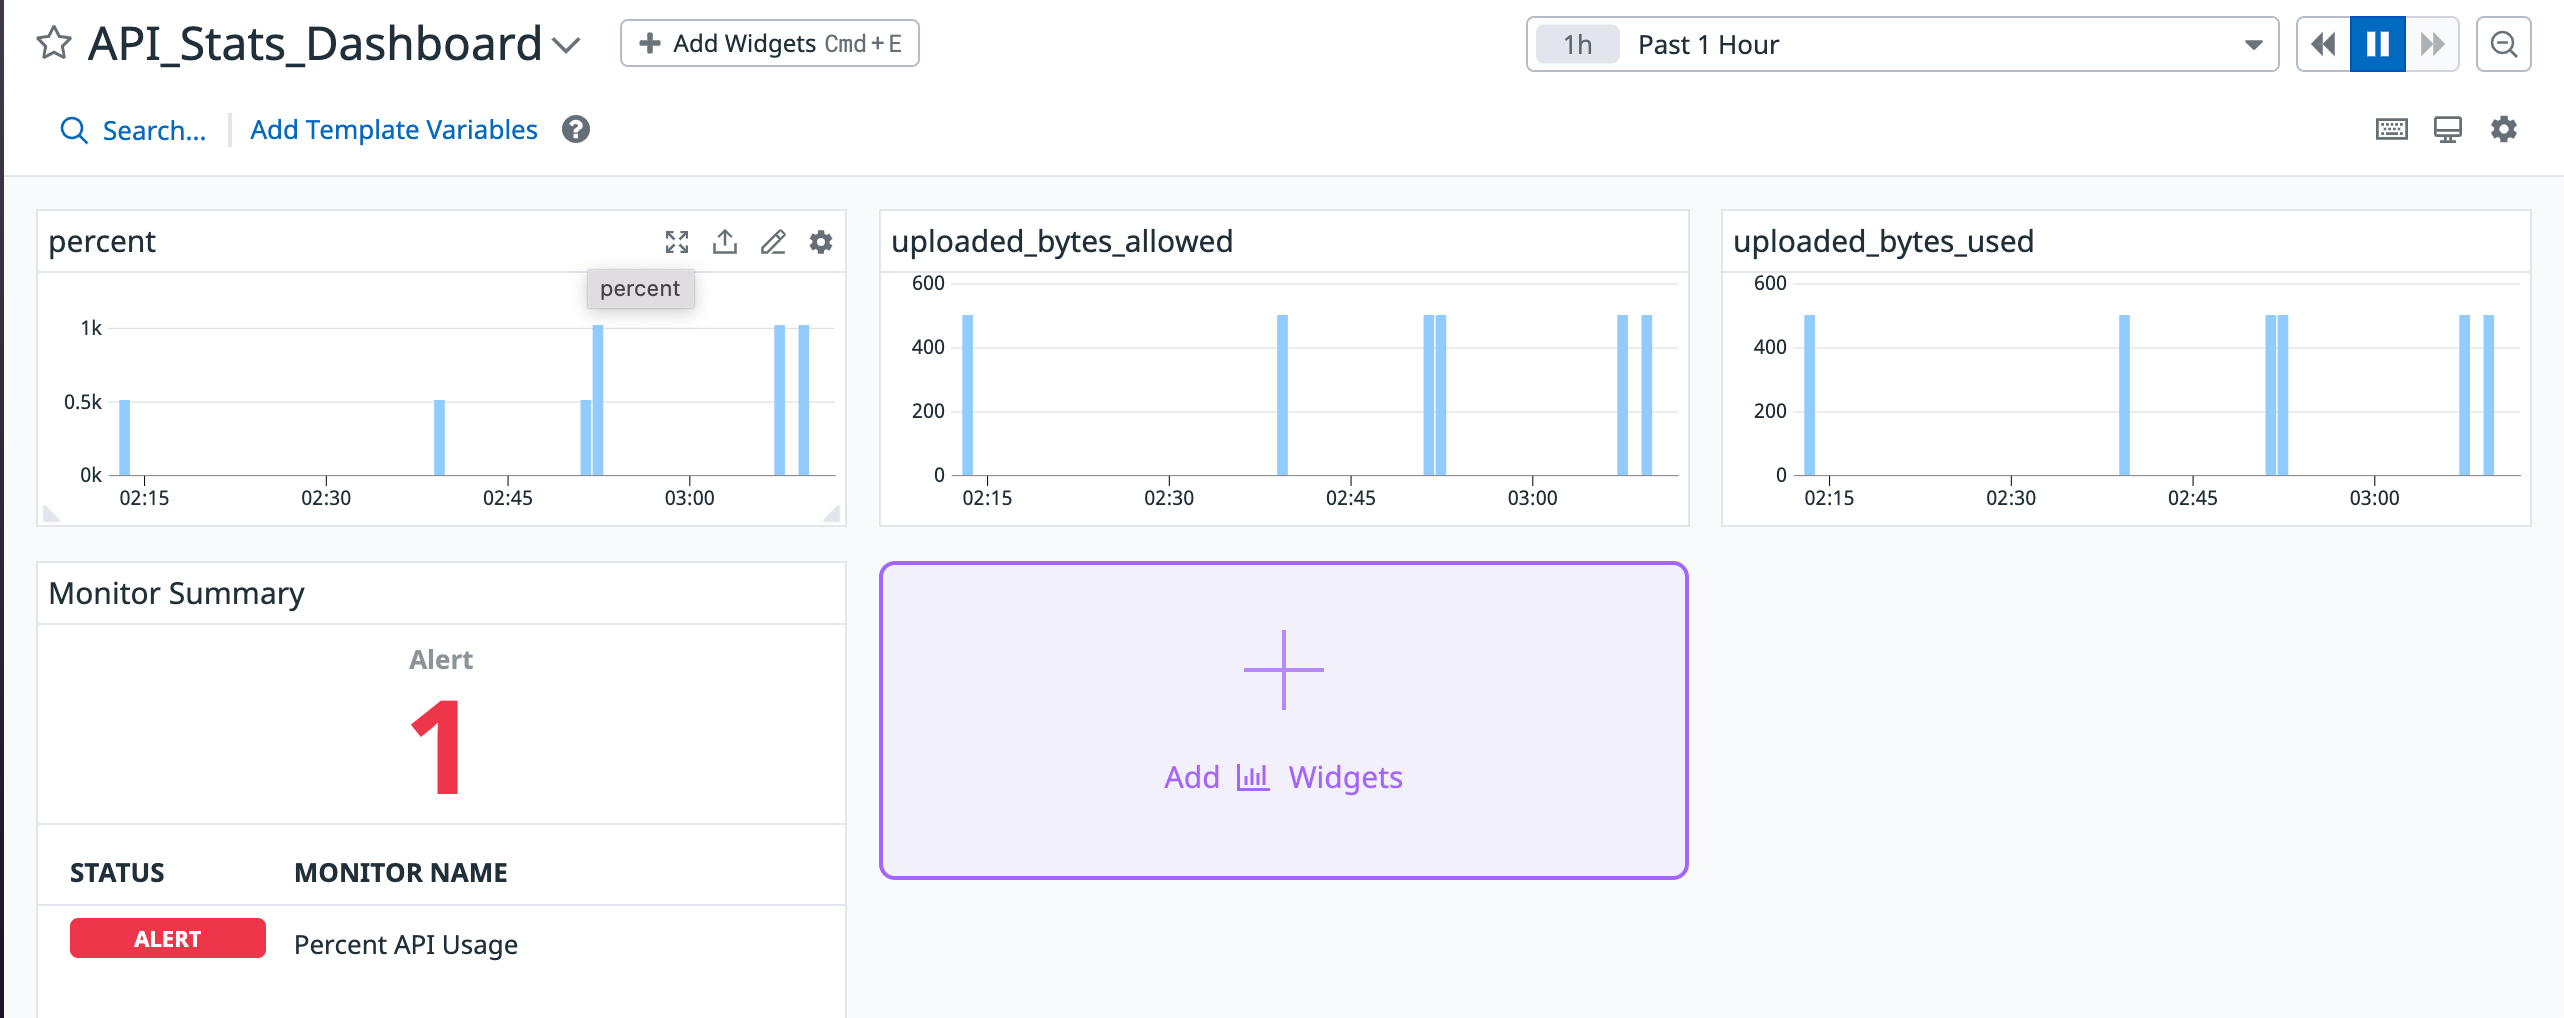 API_Stats_Dashboard
Add Widgets Cmd+E
1h Past 1 Hour
Search...
Add Template Variables
?
percent
percent
1k
0.5k
0k
02:15 02:30 02:45 03:00
uploaded_bytes_allowed
600
400
200
0
02:15 02:30 02:45 03:00
uploaded_bytes_used
600
400
200
0
02:15 02:30 02:45 03:00
Monitor Summary
Alert
1
STATUS MONITOR NAME
ALERT Percent API Usage
Add Widgets